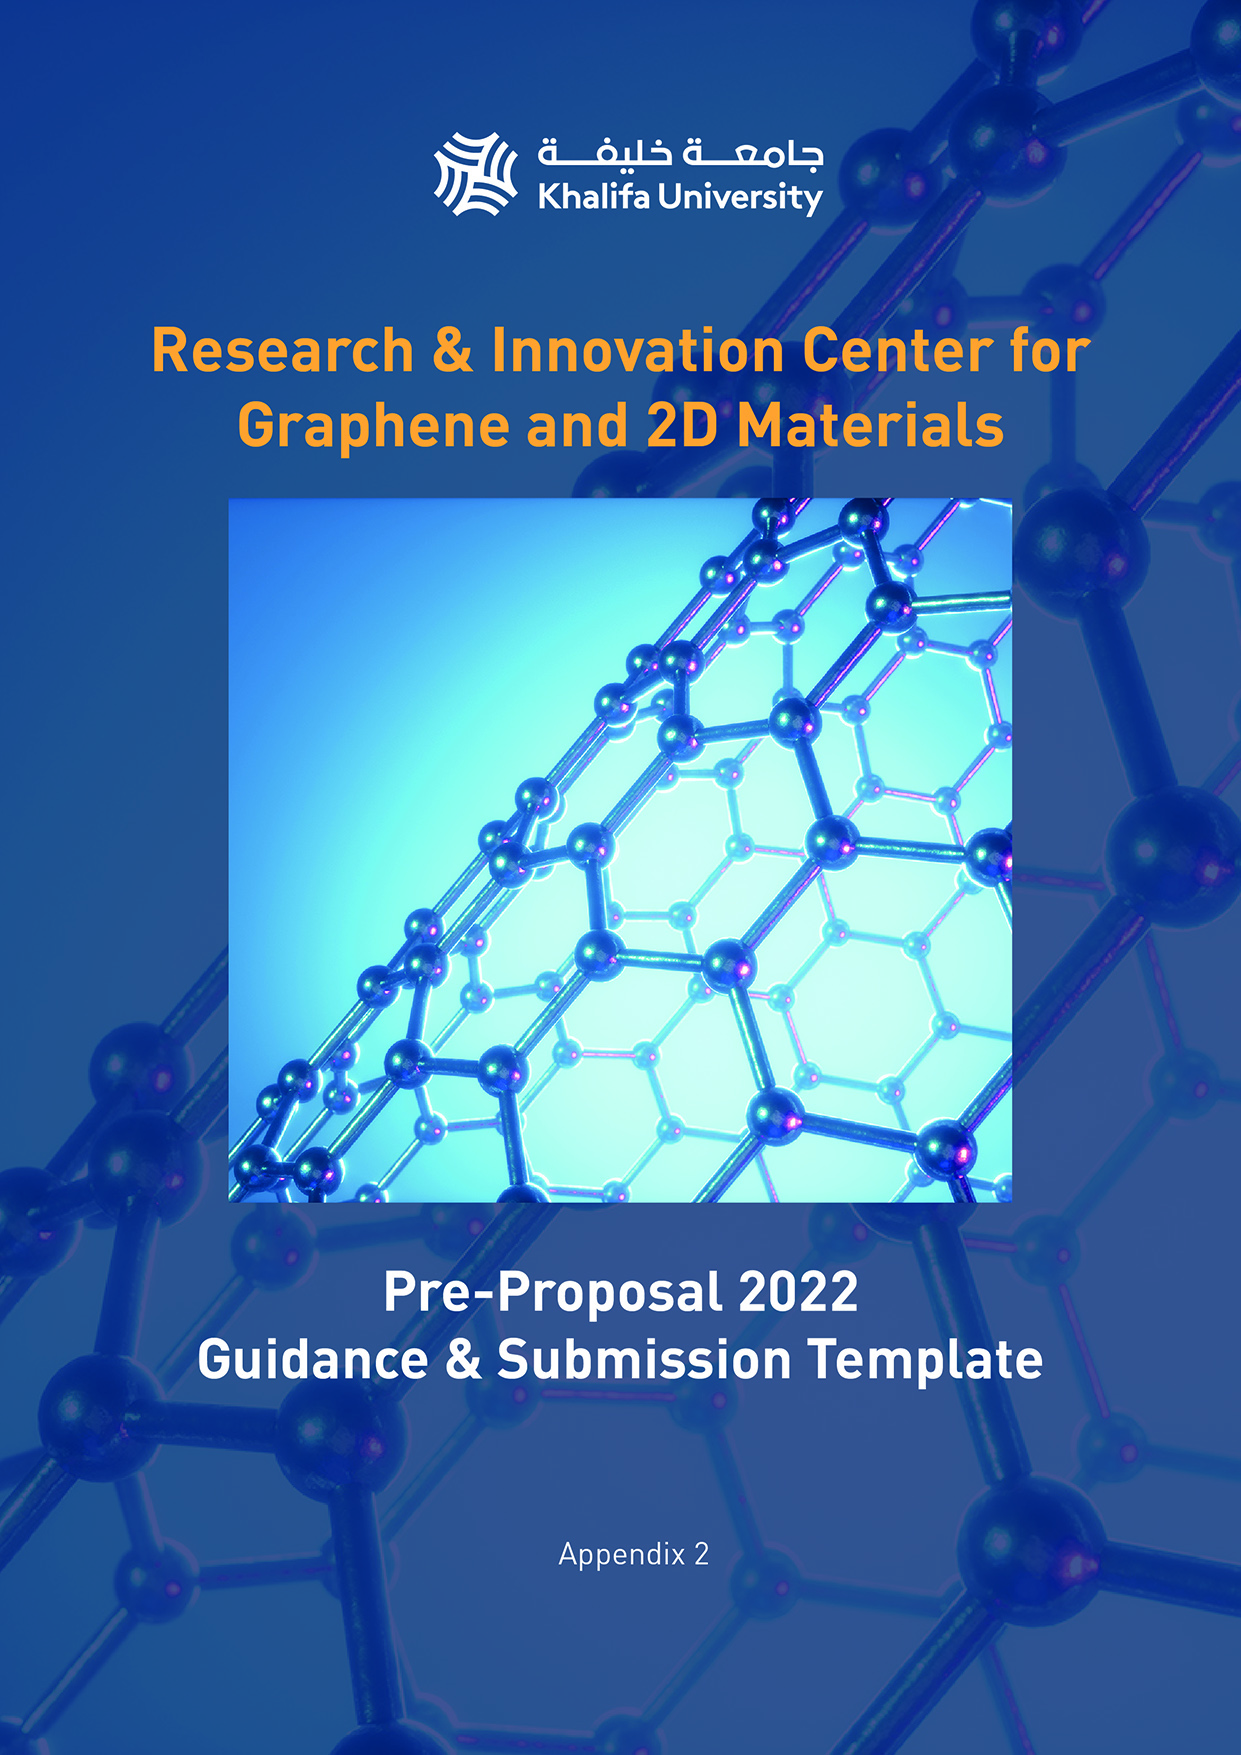 جامعة خليفة
Khalifa University
Research & Innovation Center for
Graphene and 2D Materials
Pre-Proposal 2022
Guidance & Submission Template
Appendix 2